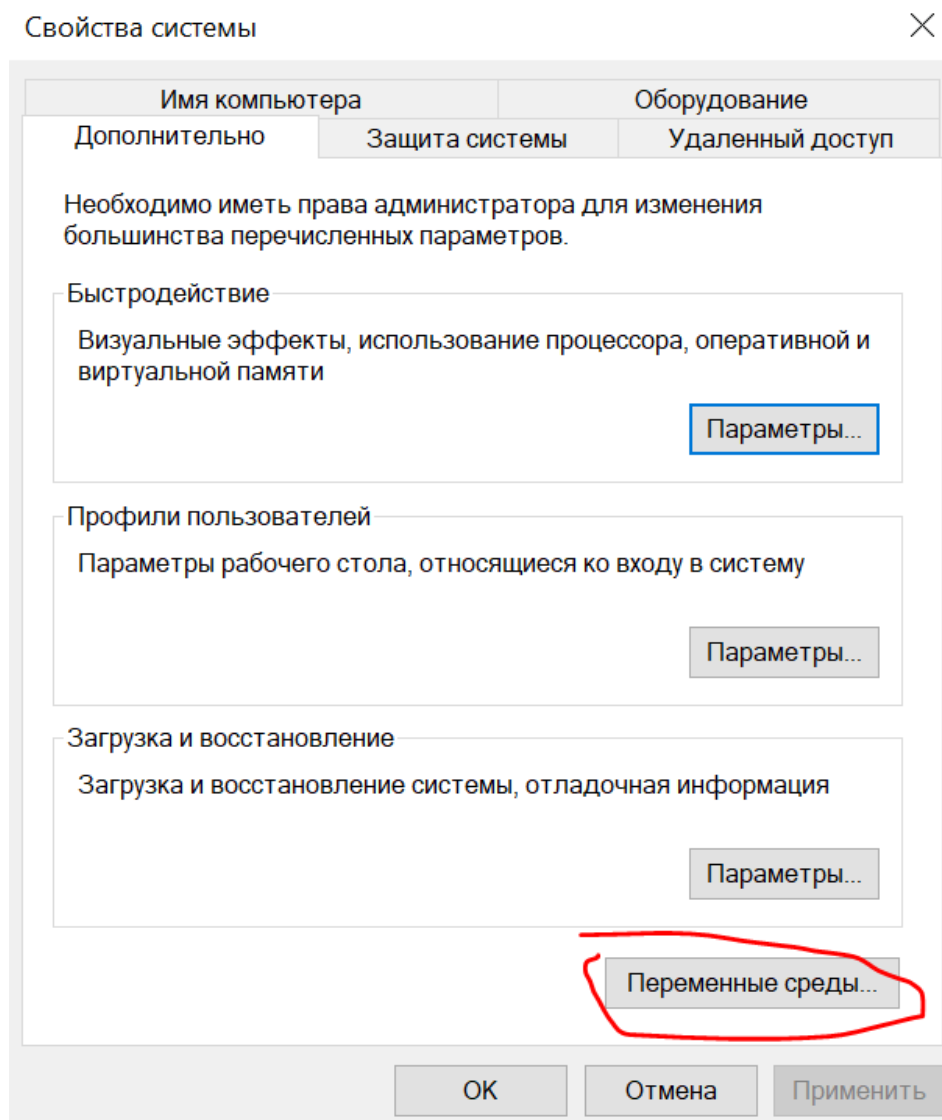 Свойства системы
Имя компьютера
Оборудование
Дополнительно
Защита системы
Удаленный доступ
Необходимо иметь права администратора для изменения
большинства перечисленных параметров.
Быстродействие
Визуальные эффекты, использование процессора, оперативной и
виртуальной памяти
Параметры...
Профили пользователей
Параметры рабочего стола, относящиеся ко входу в систему
Параметры...
Загрузка и восстановление
Загрузка и восстановление системы, отладочная информация
Параметры...
Переменные среды...
ОК
Отмена
Применить